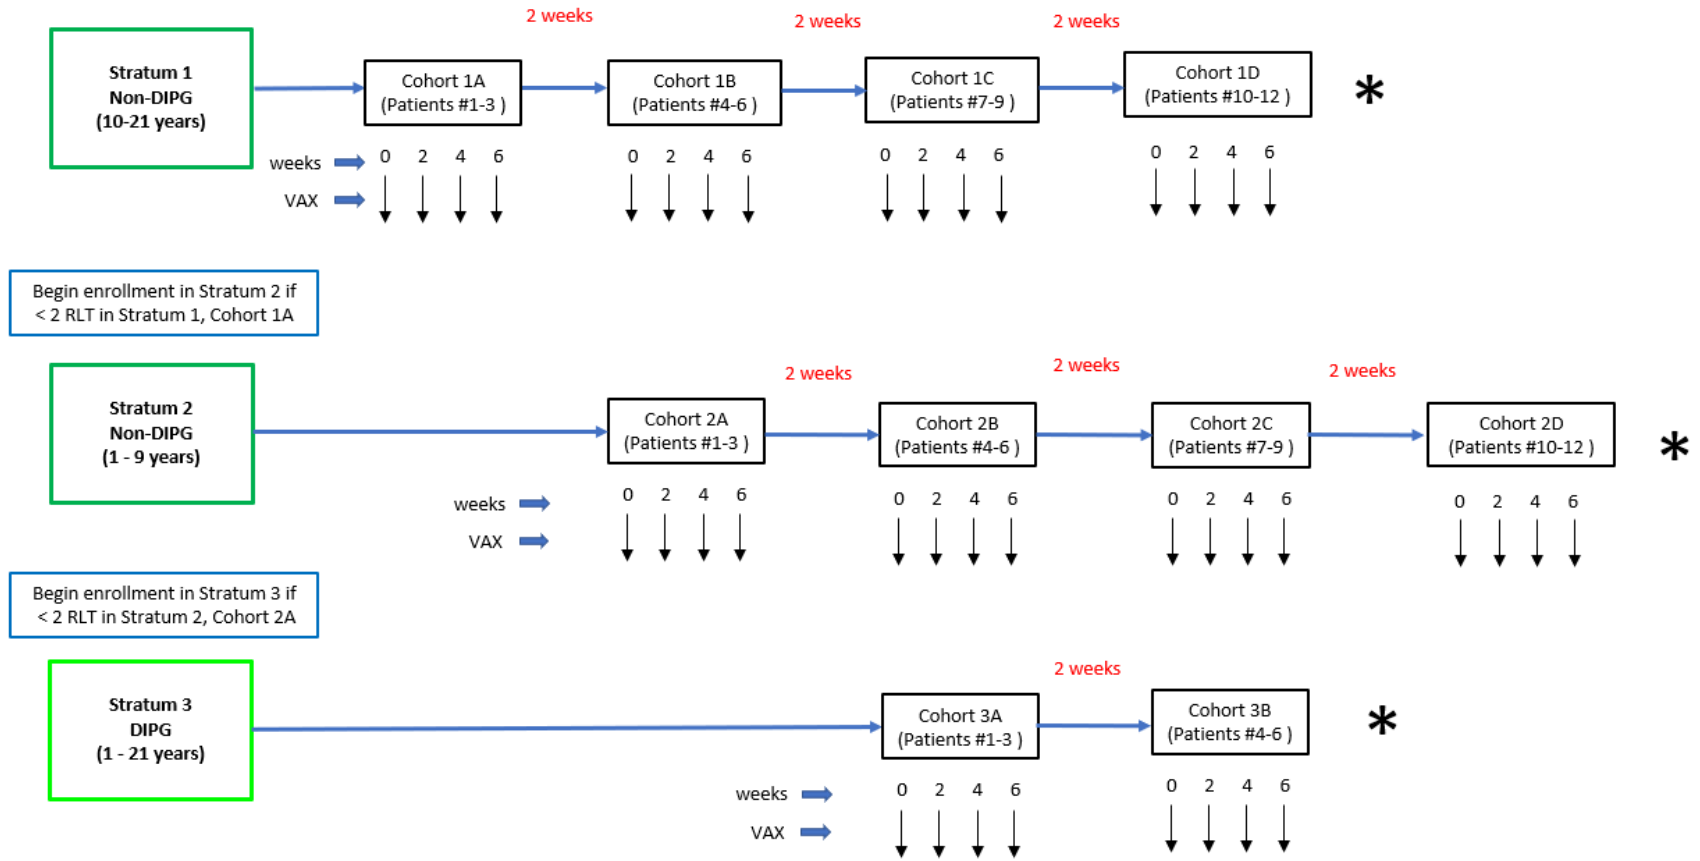 2 weeks
2 weeks
2 weeks
Stratum 1
Non-DIPG
(10-21 years)
Cohort 1A
(Patients #1-3 )
Cohort 1B
(Patients #4-6 )
Cohort 1C
(Patients #7-9 )
Cohort 1D
(Patients #10-12 )
*
weeks
0 2 4 6
0 2 4 6
0 2 4 6
0 2 4 6
VAX
Begin enrollment in Stratum 2 if
< 2 RLT in Stratum 1, Cohort 1A
2 weeks
2 weeks
2 weeks
Stratum 2
Non-DIPG
(1 - 9 years)
Cohort 2A
(Patients #1-3 )
Cohort 2B
(Patients #4-6 )
Cohort 2C
(Patients #7-9 )
Cohort 2D
(Patients #10-12 )
*
weeks
0 2 4 6
0 2 4 6
0 2 4 6
0 2 4 6
VAX
Begin enrollment in Stratum 3 if
< 2 RLT in Stratum 2, Cohort 2A
2 weeks
Stratum 3
DIPG
(1 - 21 years)
Cohort 3A
(Patients #1-3 )
Cohort 3B
(Patients #4-6 )
*
weeks
0 2 4 6
0 2 4 6
VAX